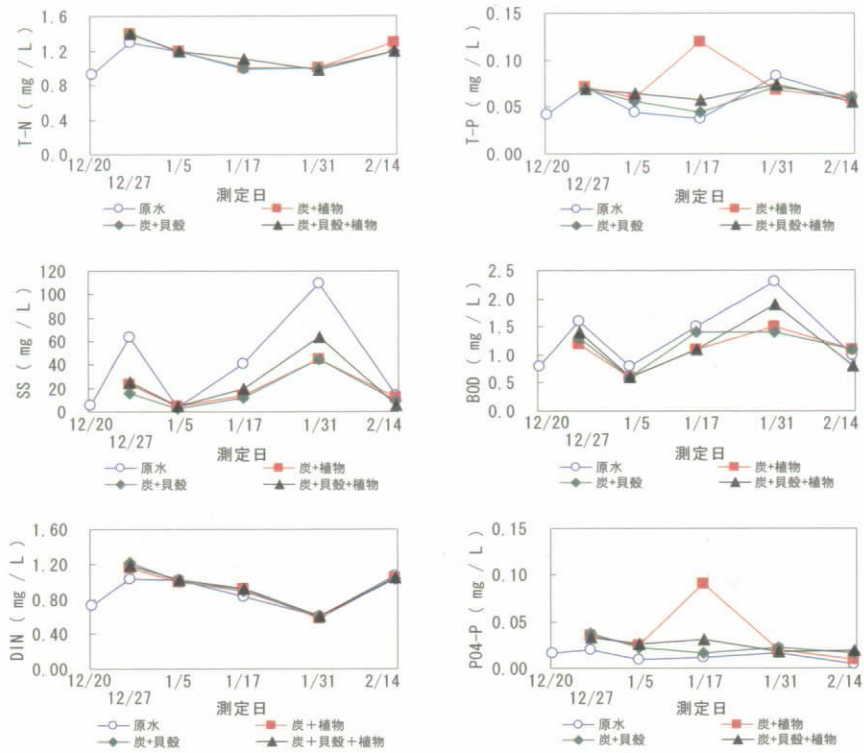 T-N ( mg / L )
1.6
1.2
0.8
0.4
0.0
12/20 1/5 1/17 1/31 2/14
12/27
測定日
原水 炭+植物
炭+貝殻 炭+貝殻+植物
T-P ( mg / L )
0.15
0.10
0.05
0.00
12/20 1/5 1/17 1/31 2/14
12/27
測定日
原水 炭+植物
炭+貝殻 炭+貝殻+植物
SS ( mg / L )
120
100
80
60
40
20
0
12/20 1/5 1/17 1/31 2/14
12/27
測定日
原水 炭+植物
炭+貝殻 炭+貝殻+植物
BOD ( mg / L )
2.5
2.0
1.5
1.0
0.5
0.0
12/20 1/5 1/17 1/31 2/14
12/27
測定日
原水 炭+植物
炭+貝殻 炭+貝殻+植物
DIN ( mg / L )
1.60
1.20
0.80
0.40
0.00
12/20 1/5 1/17 1/31 2/14
12/27
測定日
原水 炭＋植物
炭+貝殻 炭＋貝殻＋植物
PO4-P ( mg / L )
0.15
0.10
0.05
0.00
12/20 1/5 1/17 1/31 2/14
12/27
測定日
原水 炭+植物
炭+貝殻 炭+貝殻+植物